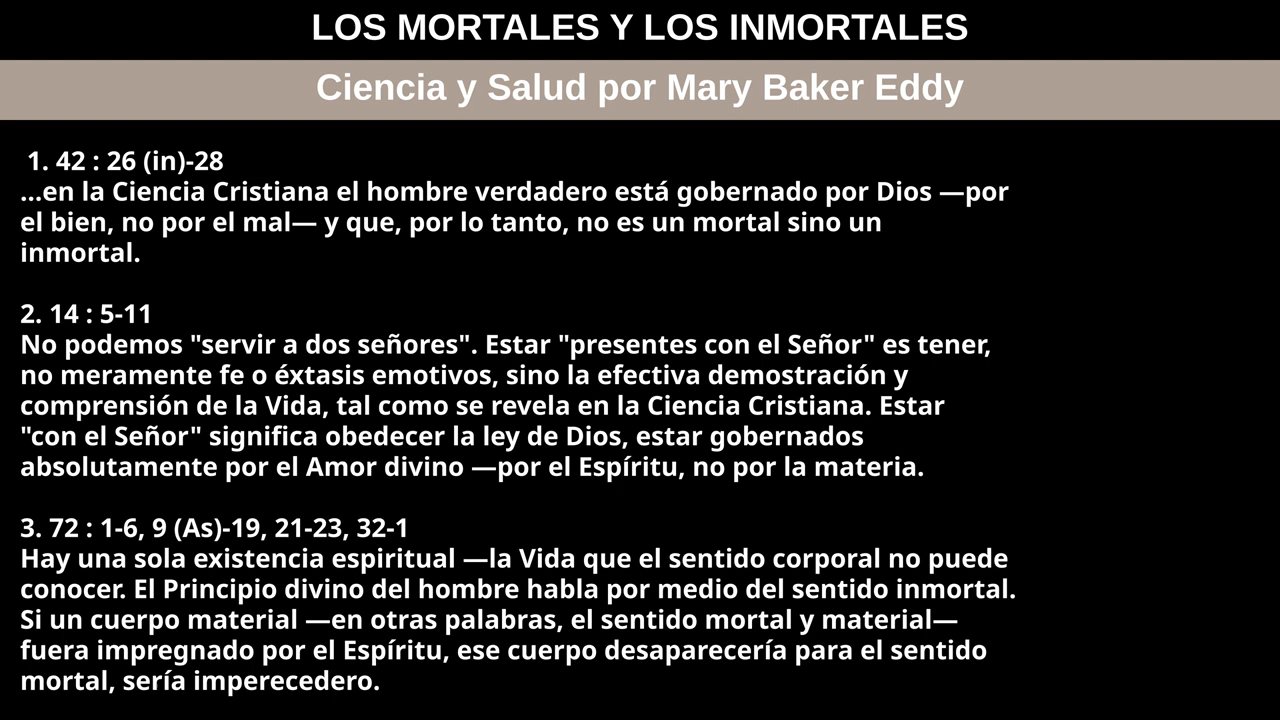 LOS MORTALES Y LOS INMORTALES
Ciencia y Salud por Mary Baker Eddy
1. 42 : 26 (in)-28
...en la Ciencia Cristiana el hombre verdadero está gobernado por Dios —por
el bien, no por el mal— y que, por lo tanto, no es un mortal sino un
inmortal.
2. 14 : 5-11
No podemos "servir a dos señores". Estar "presentes con el Señor" es tener,
no meramente fe o éxtasis emotivos, sino la efectiva demostración y
comprensión de la Vida, tal como se revela en la Ciencia Cristiana. Estar
"con el Señor" significa obedecer la ley de Dios, estar gobernados
absolutamente por el Amor divino —por el Espíritu, no por la materia.
3. 72 : 1-6, 9 (As)-19, 21-23, 32-1
Hay una sola existencia espiritual —la Vida que el sentido corporal no puede
conocer. El Principio divino del hombre habla por medio del sentido inmortal.
Si un cuerpo material —en otras palabras, el sentido mortal y material—
fuera impregnado por el Espíritu, ese cuerpo desaparecería para el sentido
mortal, sería imperecedero.